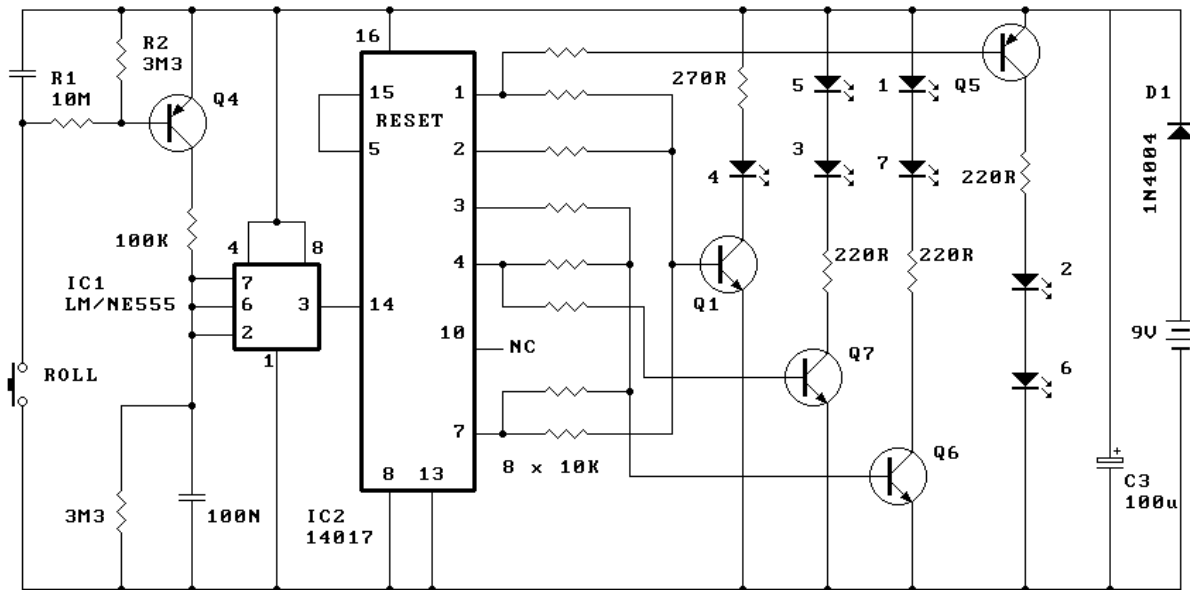 16
R2
3M3
R1
10M
Q4
15
RESET
5
1
2
3
4
270R
4
5
3
1
7
Q5
D1
1N4004
220R
100K
4
8
IC1
LM/NE555
7
6
2
3
1
14
10
NC
Q1
220R
220R
2
9V
ROLL
Q7
6
7
8 x 10K
Q6
8
13
3M3
100N
IC2
14017
+
C3
100u